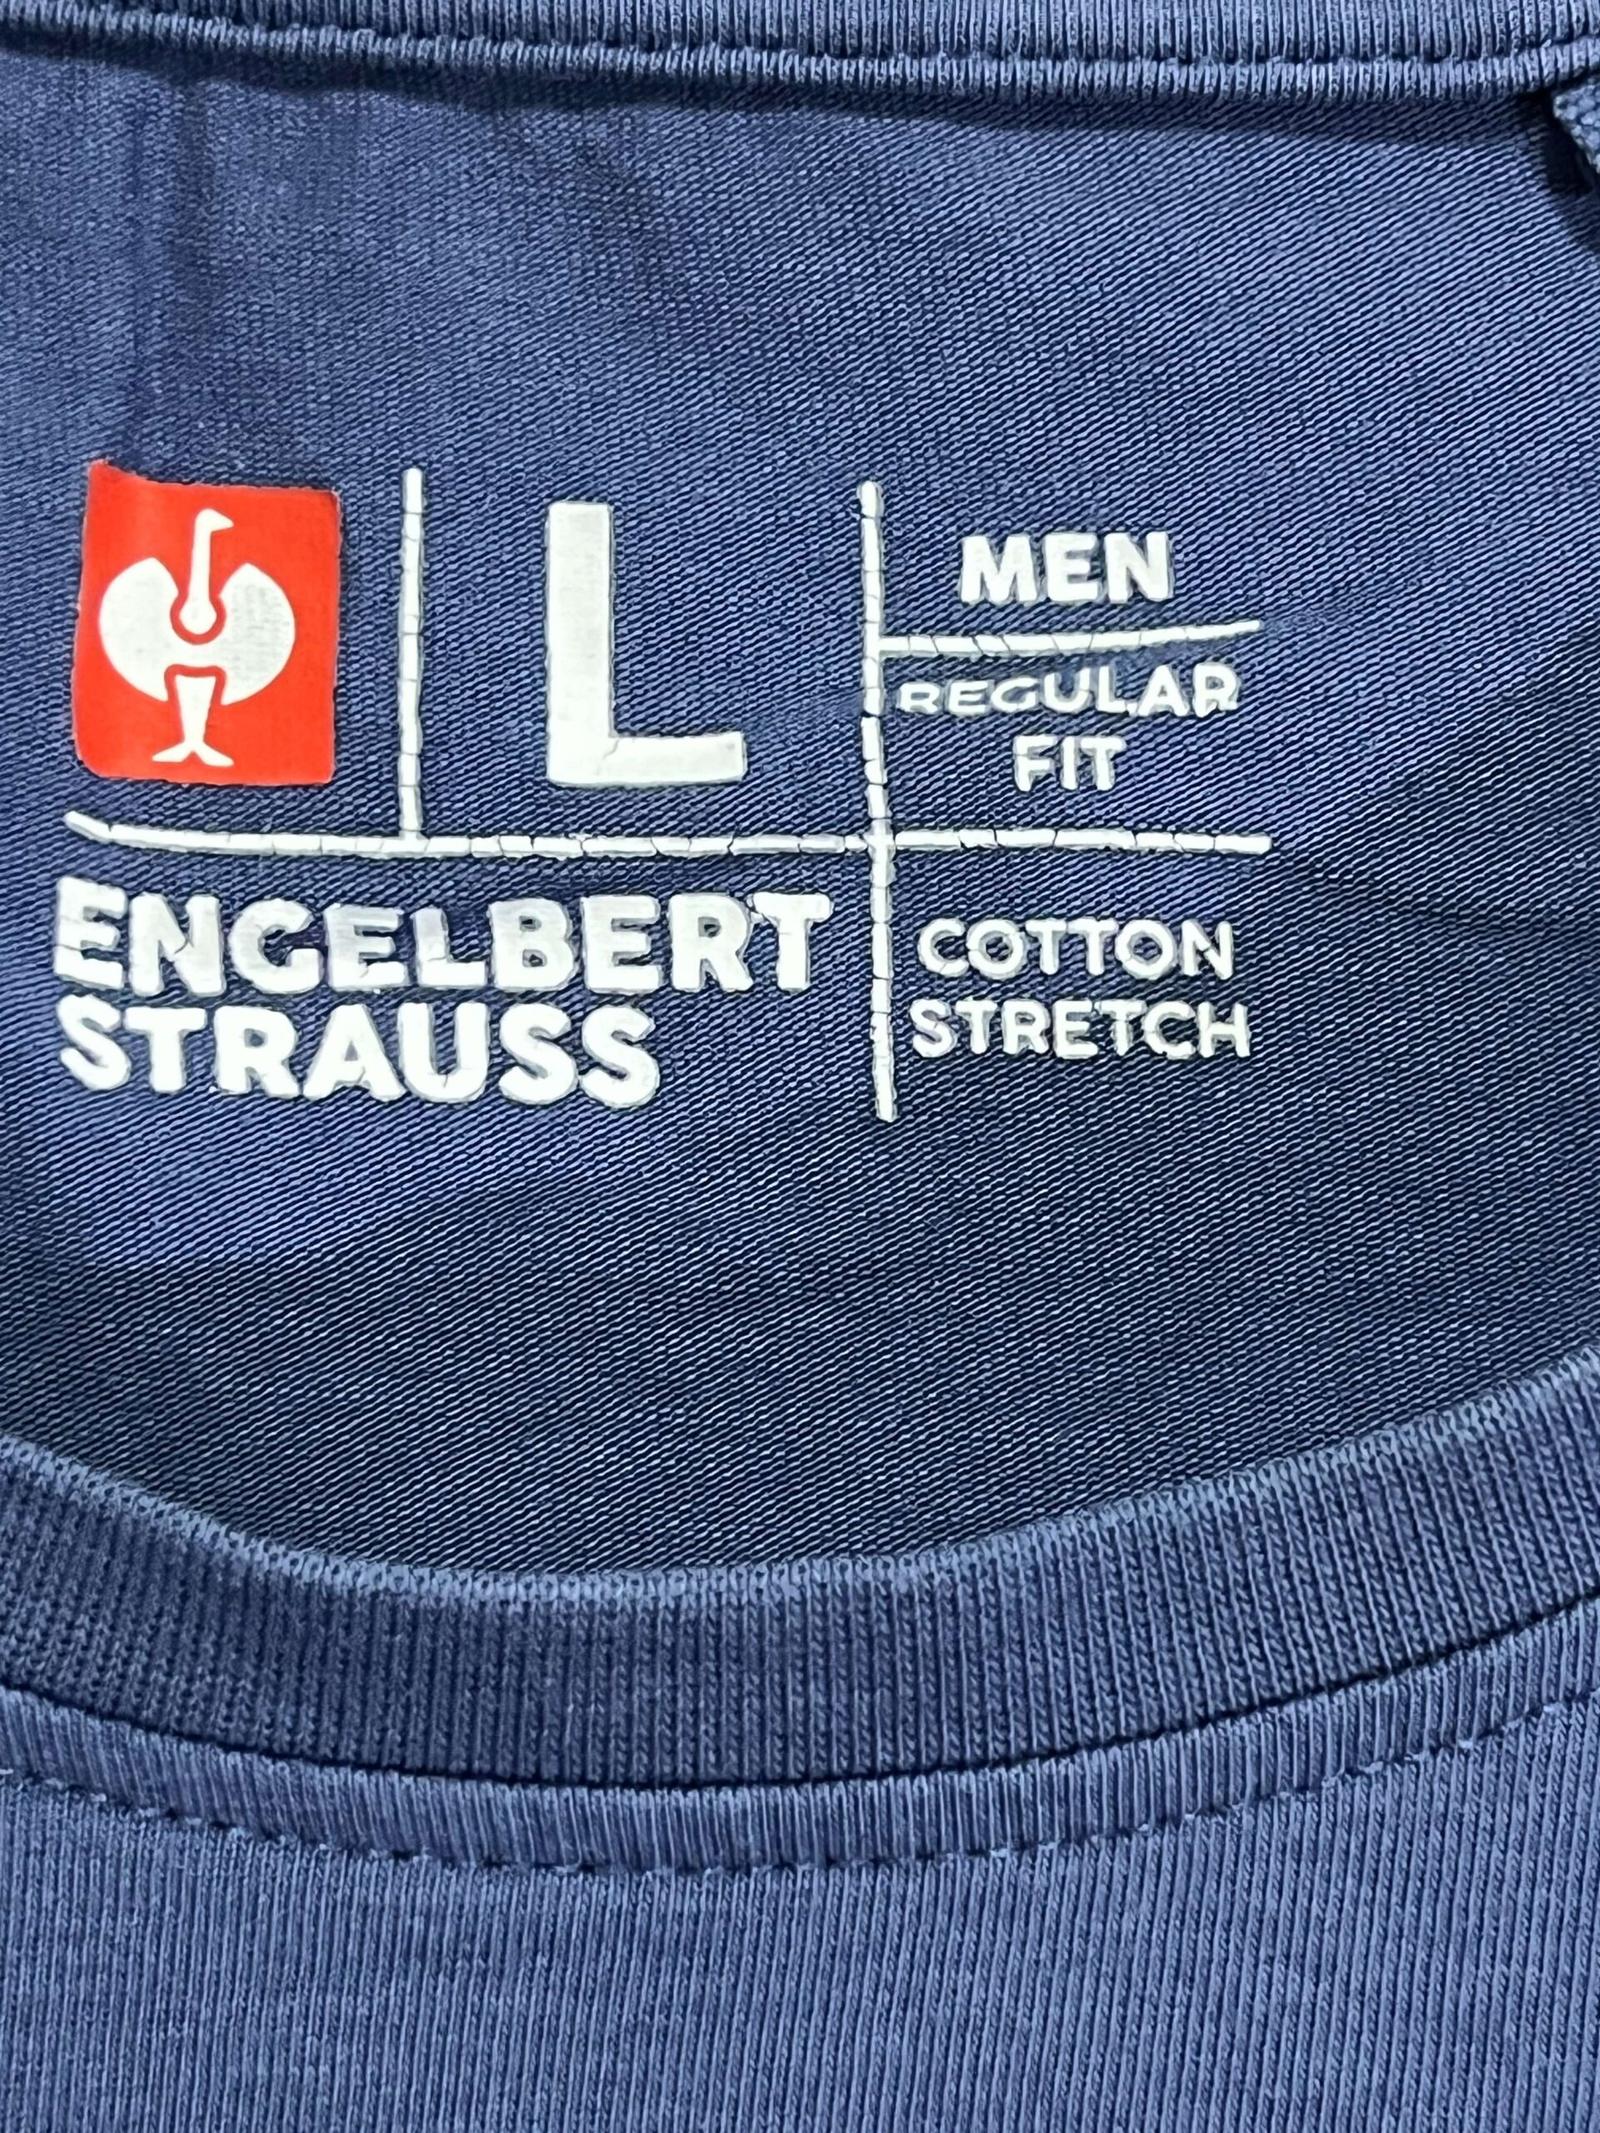 L
MEN
REGULAR
FIT
ENGELBERT
STRAUSS
COTTON
STRETCH